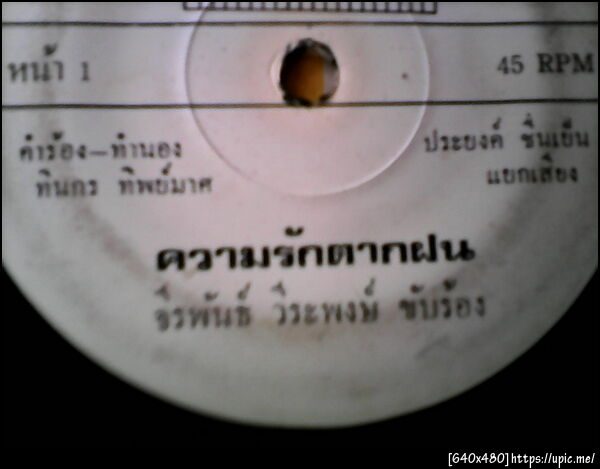 หน้า 1
45 RPM
คำร้อง–ทำนอง
ทินกร ทิพย์มาศ
ประยงค์ ชื่นเย็น
แยกเสียง
ความรักตากฝน
จีรพันธ์ วีระพงษ์ ขับร้อง
[640x480]https://upic.me/